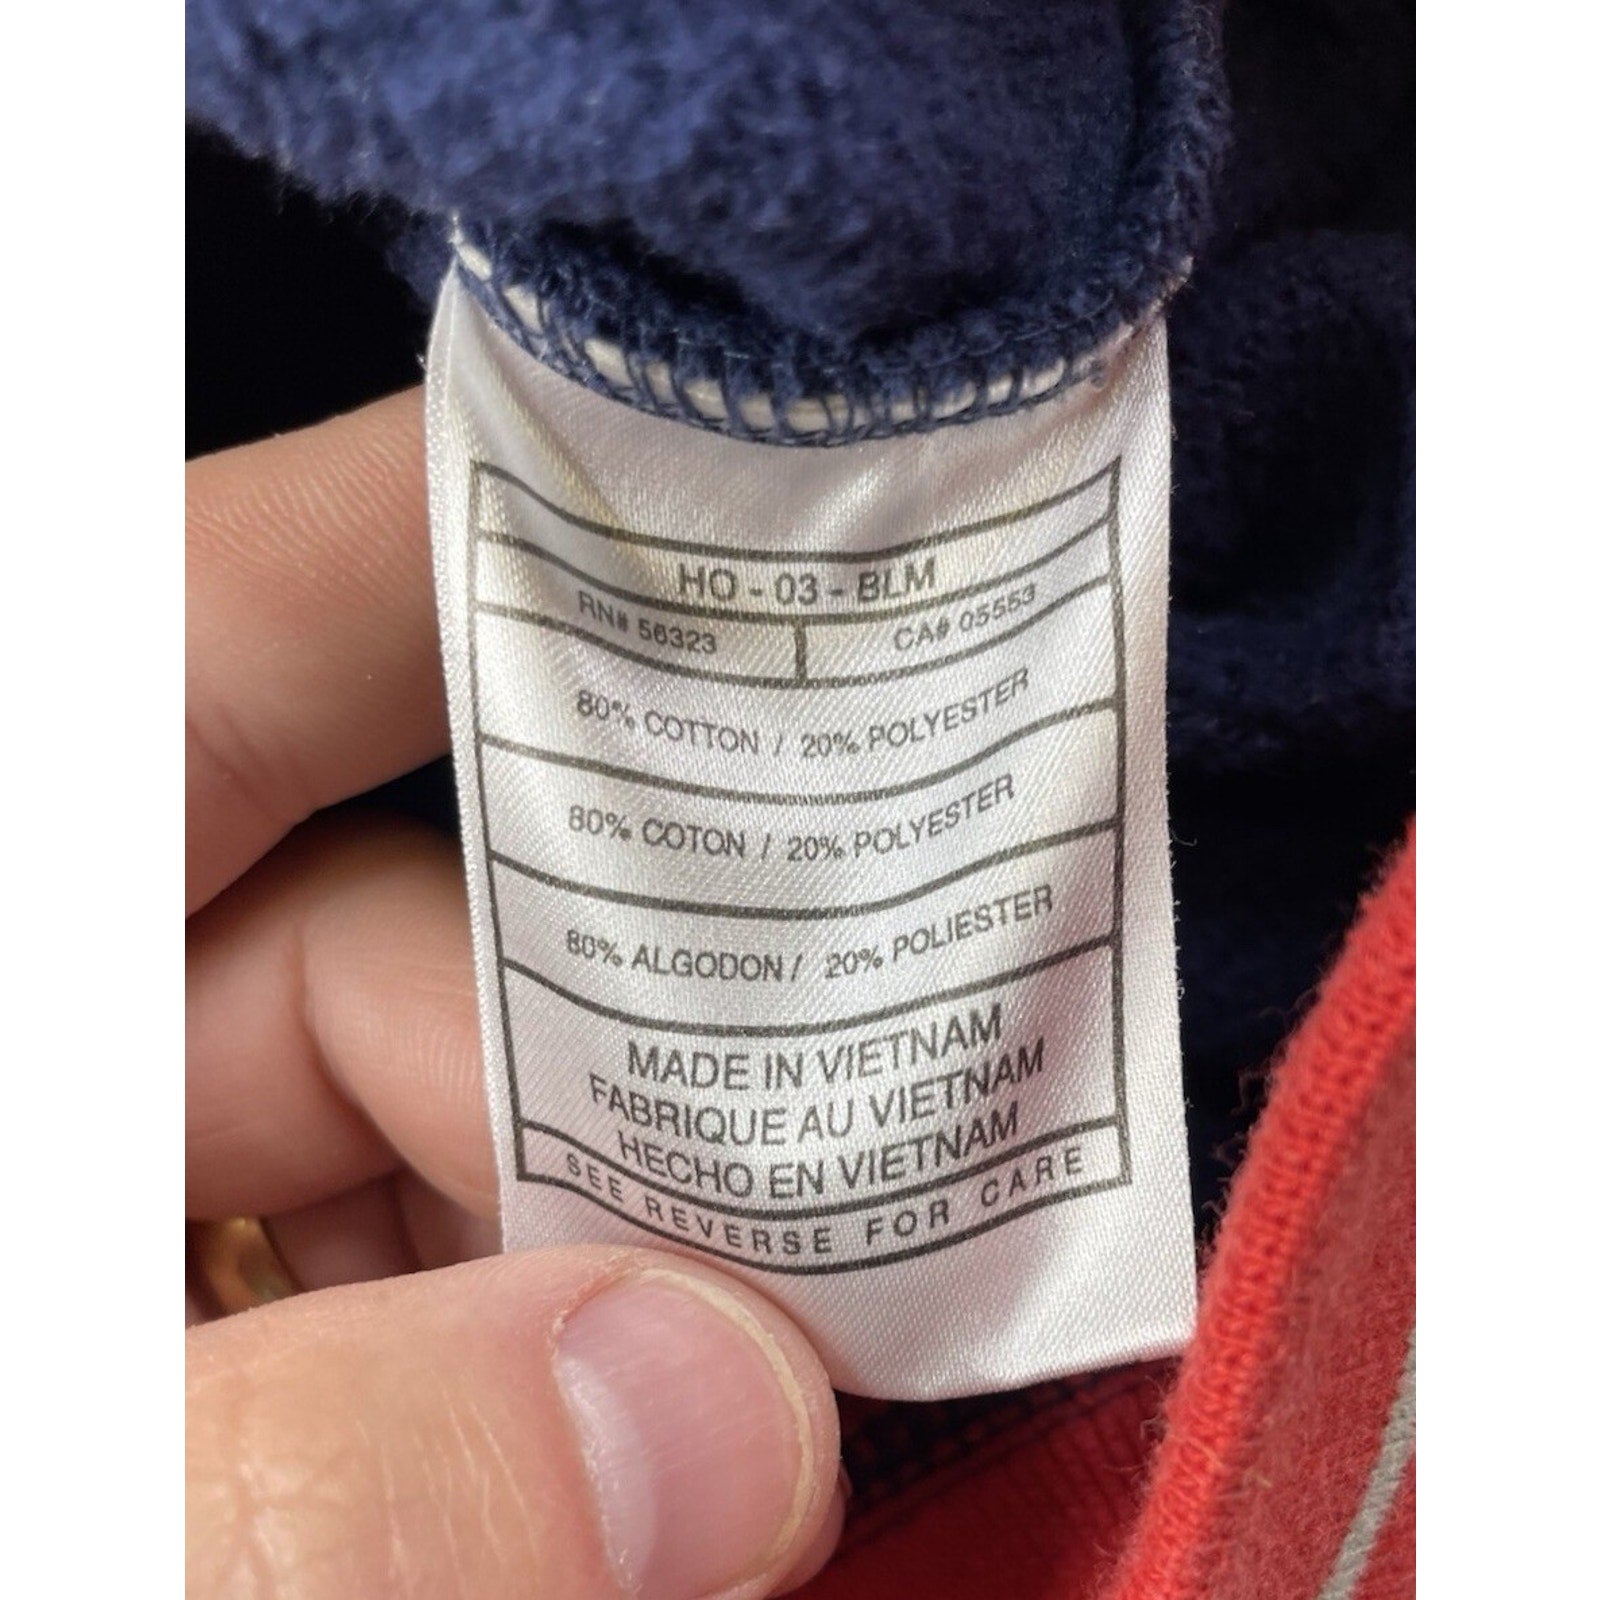 HO - 03 - BLM
RN# 56323 CA# 05553
80% COTTON / 20% POLYESTER
80% COTON / 20% POLYESTER
80% ALGODON / 20% POLIESTER
MADE IN VIETNAM
FABRIQUE AU VIETNAM
HECHO EN VIETNAM
SEE REVERSE FOR CARE